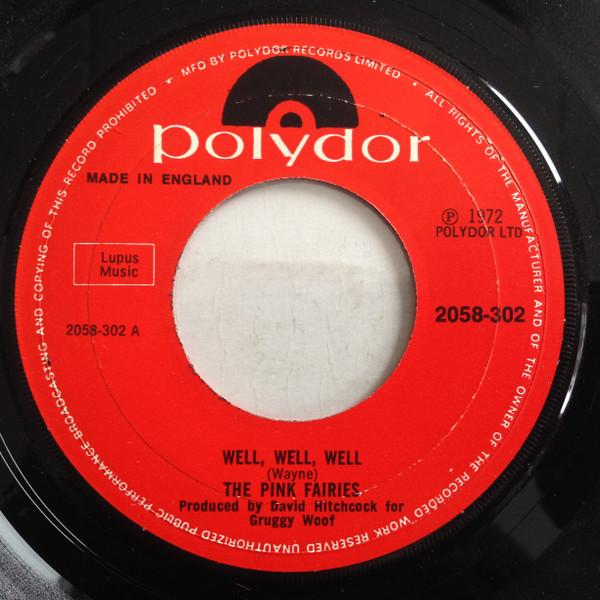 MFD BY POLYDOR RECORDS LIMITED • ALL RIGHTS OF THE MANUFACTURER AND OF THE OWNER OF THE RECORDED WORK RESERVED UNAUTHORIZED PUBLIC PERFORMANCE BROADCASTING AND COPYING OF THIS RECORD PROHIBITED •
polydor
MADE IN ENGLAND
℗ 1972
POLYDOR LTD
Lupus
Music
2058-302
2058-302 A
WELL, WELL, WELL
(Wayne)
THE PINK FAIRIES
Produced by David Hitchcock for
Gruggy Woof